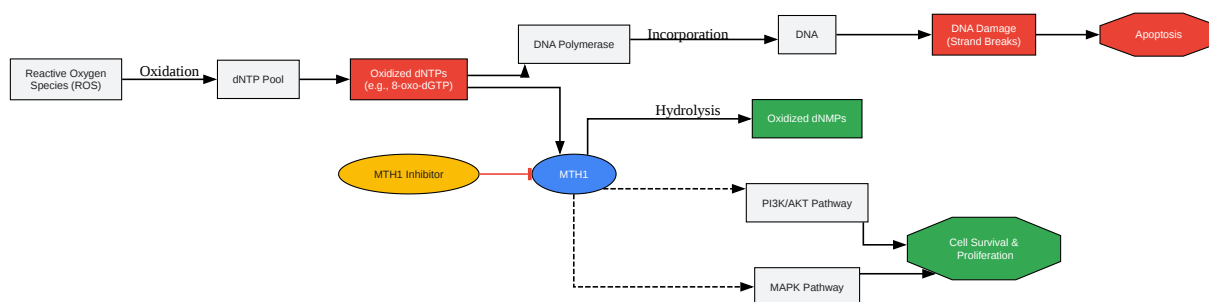 Reactive Oxygen
Species (ROS)
Oxidation
dNTP Pool
Oxidized dNTPs
(e.g., 8-oxo-dGTP)
DNA Polymerase
Incorporation
DNA
DNA Damage
(Strand Breaks)
Apoptosis
Hydrolysis
Oxidized dNMPs
MTH1 Inhibitor
MTH1
PI3K/AKT Pathway
Cell Survival &
Proliferation
MAPK Pathway